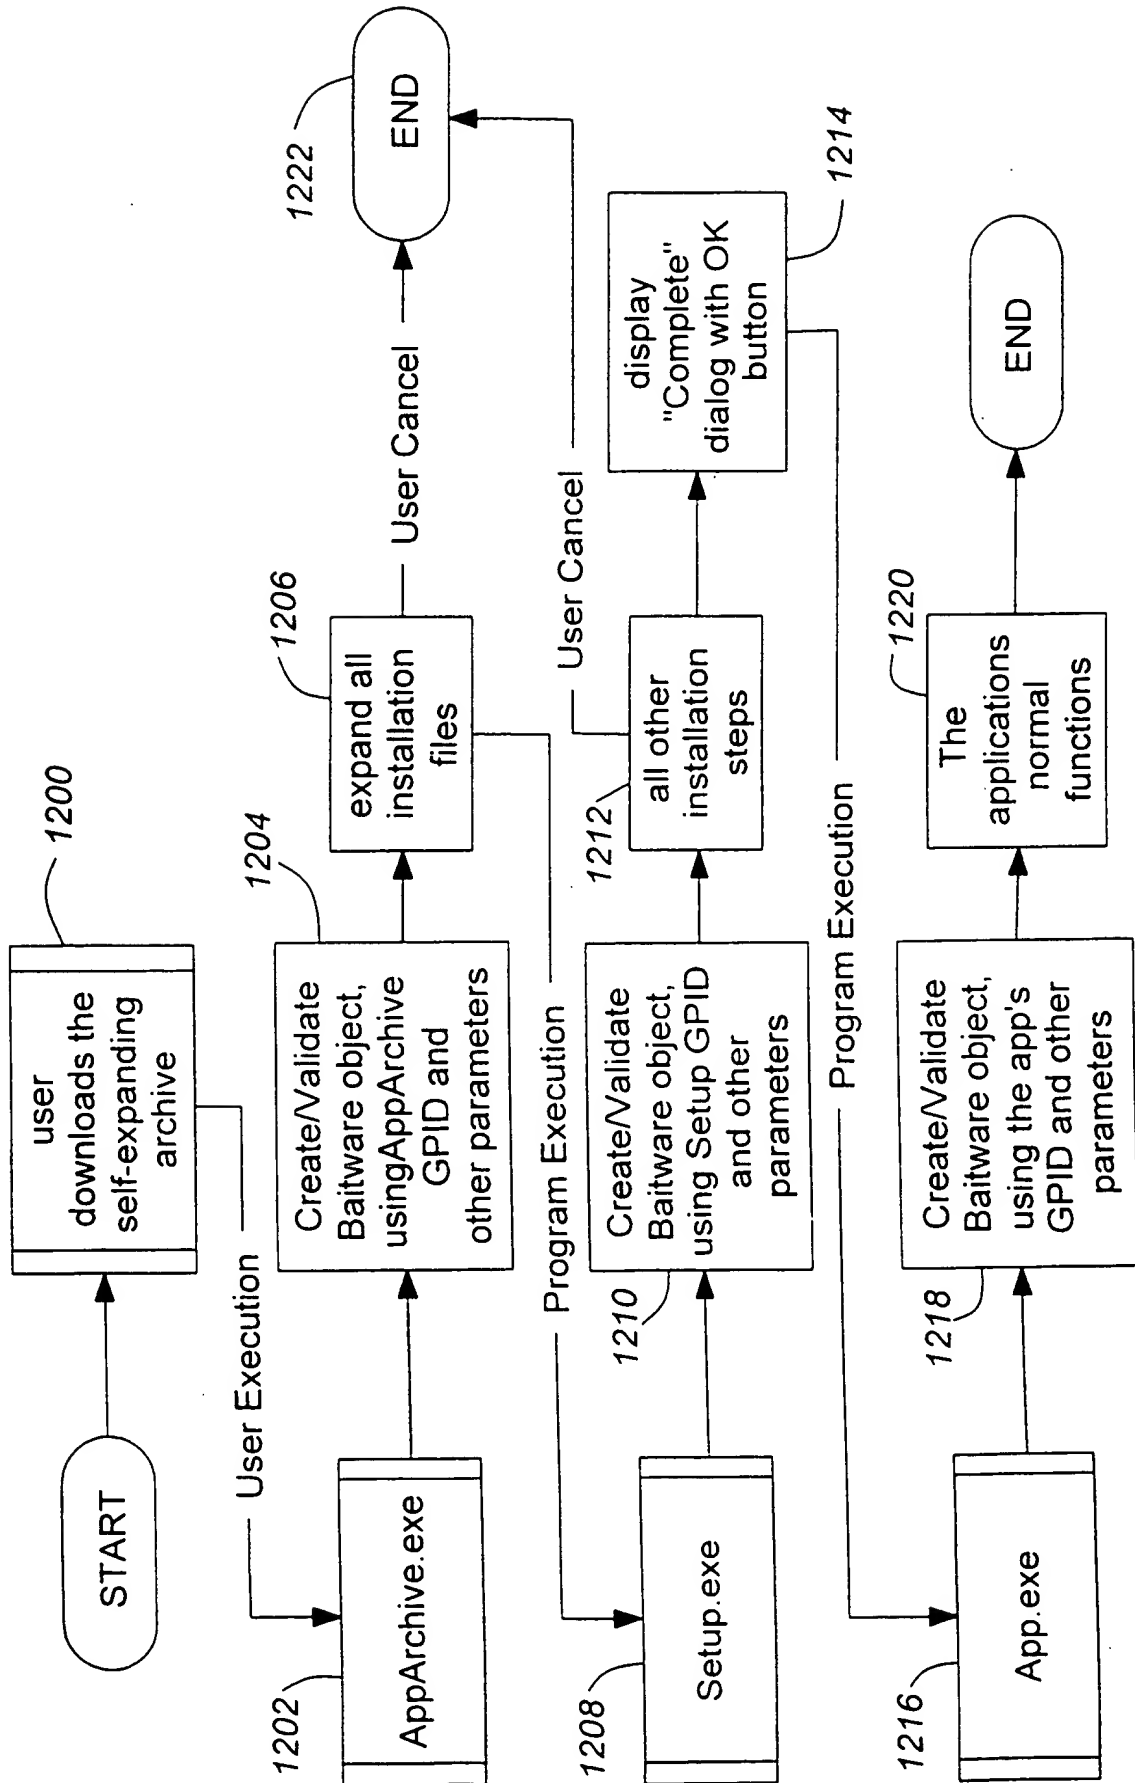 START
user
downloads the
self-expanding
archive
1200
User Execution
1202
AppArchive.exe
1204
Create/Validate
Baitware object,
usingAppArchive
GPID and
other parameters
1206
expand all
installation
files
User Cancel
1222
END
Program Execution
1208
Setup.exe
1210
Create/Validate
Baitware object,
using Setup GPID
and other
parameters
1212
all other
installation
steps
User Cancel
display
"Complete"
dialog with OK
button
1214
Program Execution
1216
App.exe
1218
Create/Validate
Baitware object,
using the app's
GPID and other
parameters
1220
The
applications
normal
functions
END